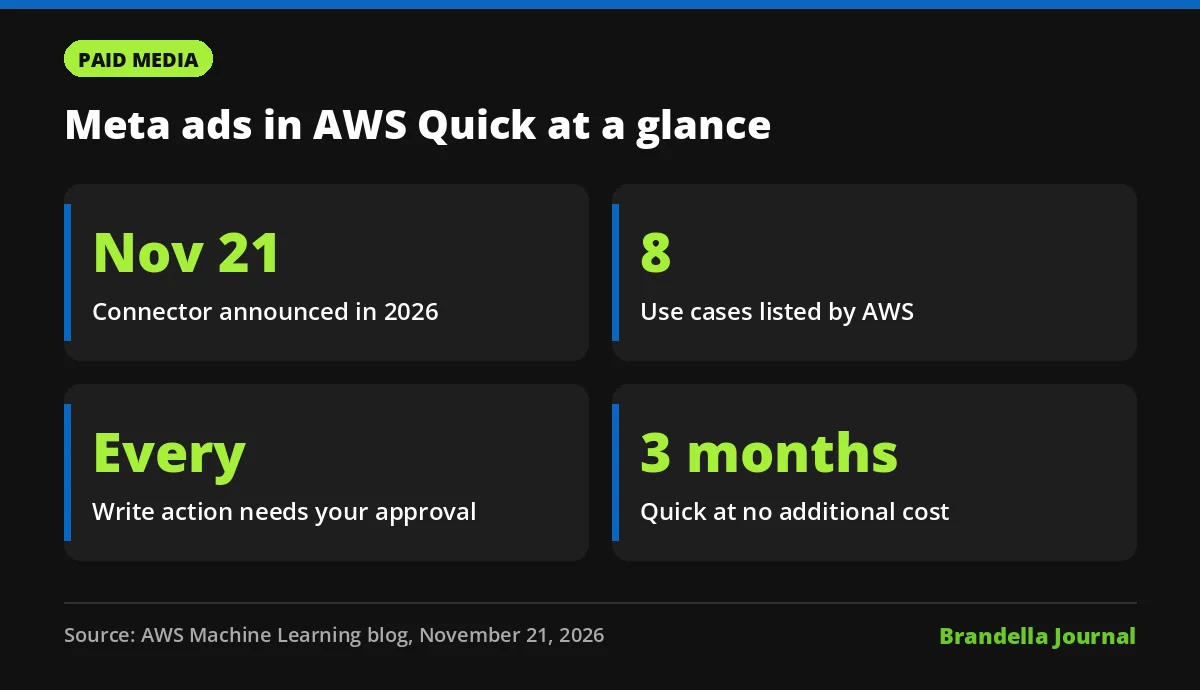 PAID MEDIA
Meta ads in AWS Quick at a glance
Nov 21
Connector announced in 2026
8
Use cases listed by AWS
Every
Write action needs your approval
3 months
Quick at no additional cost
Source: AWS Machine Learning blog, November 21, 2026
Brandella Journal